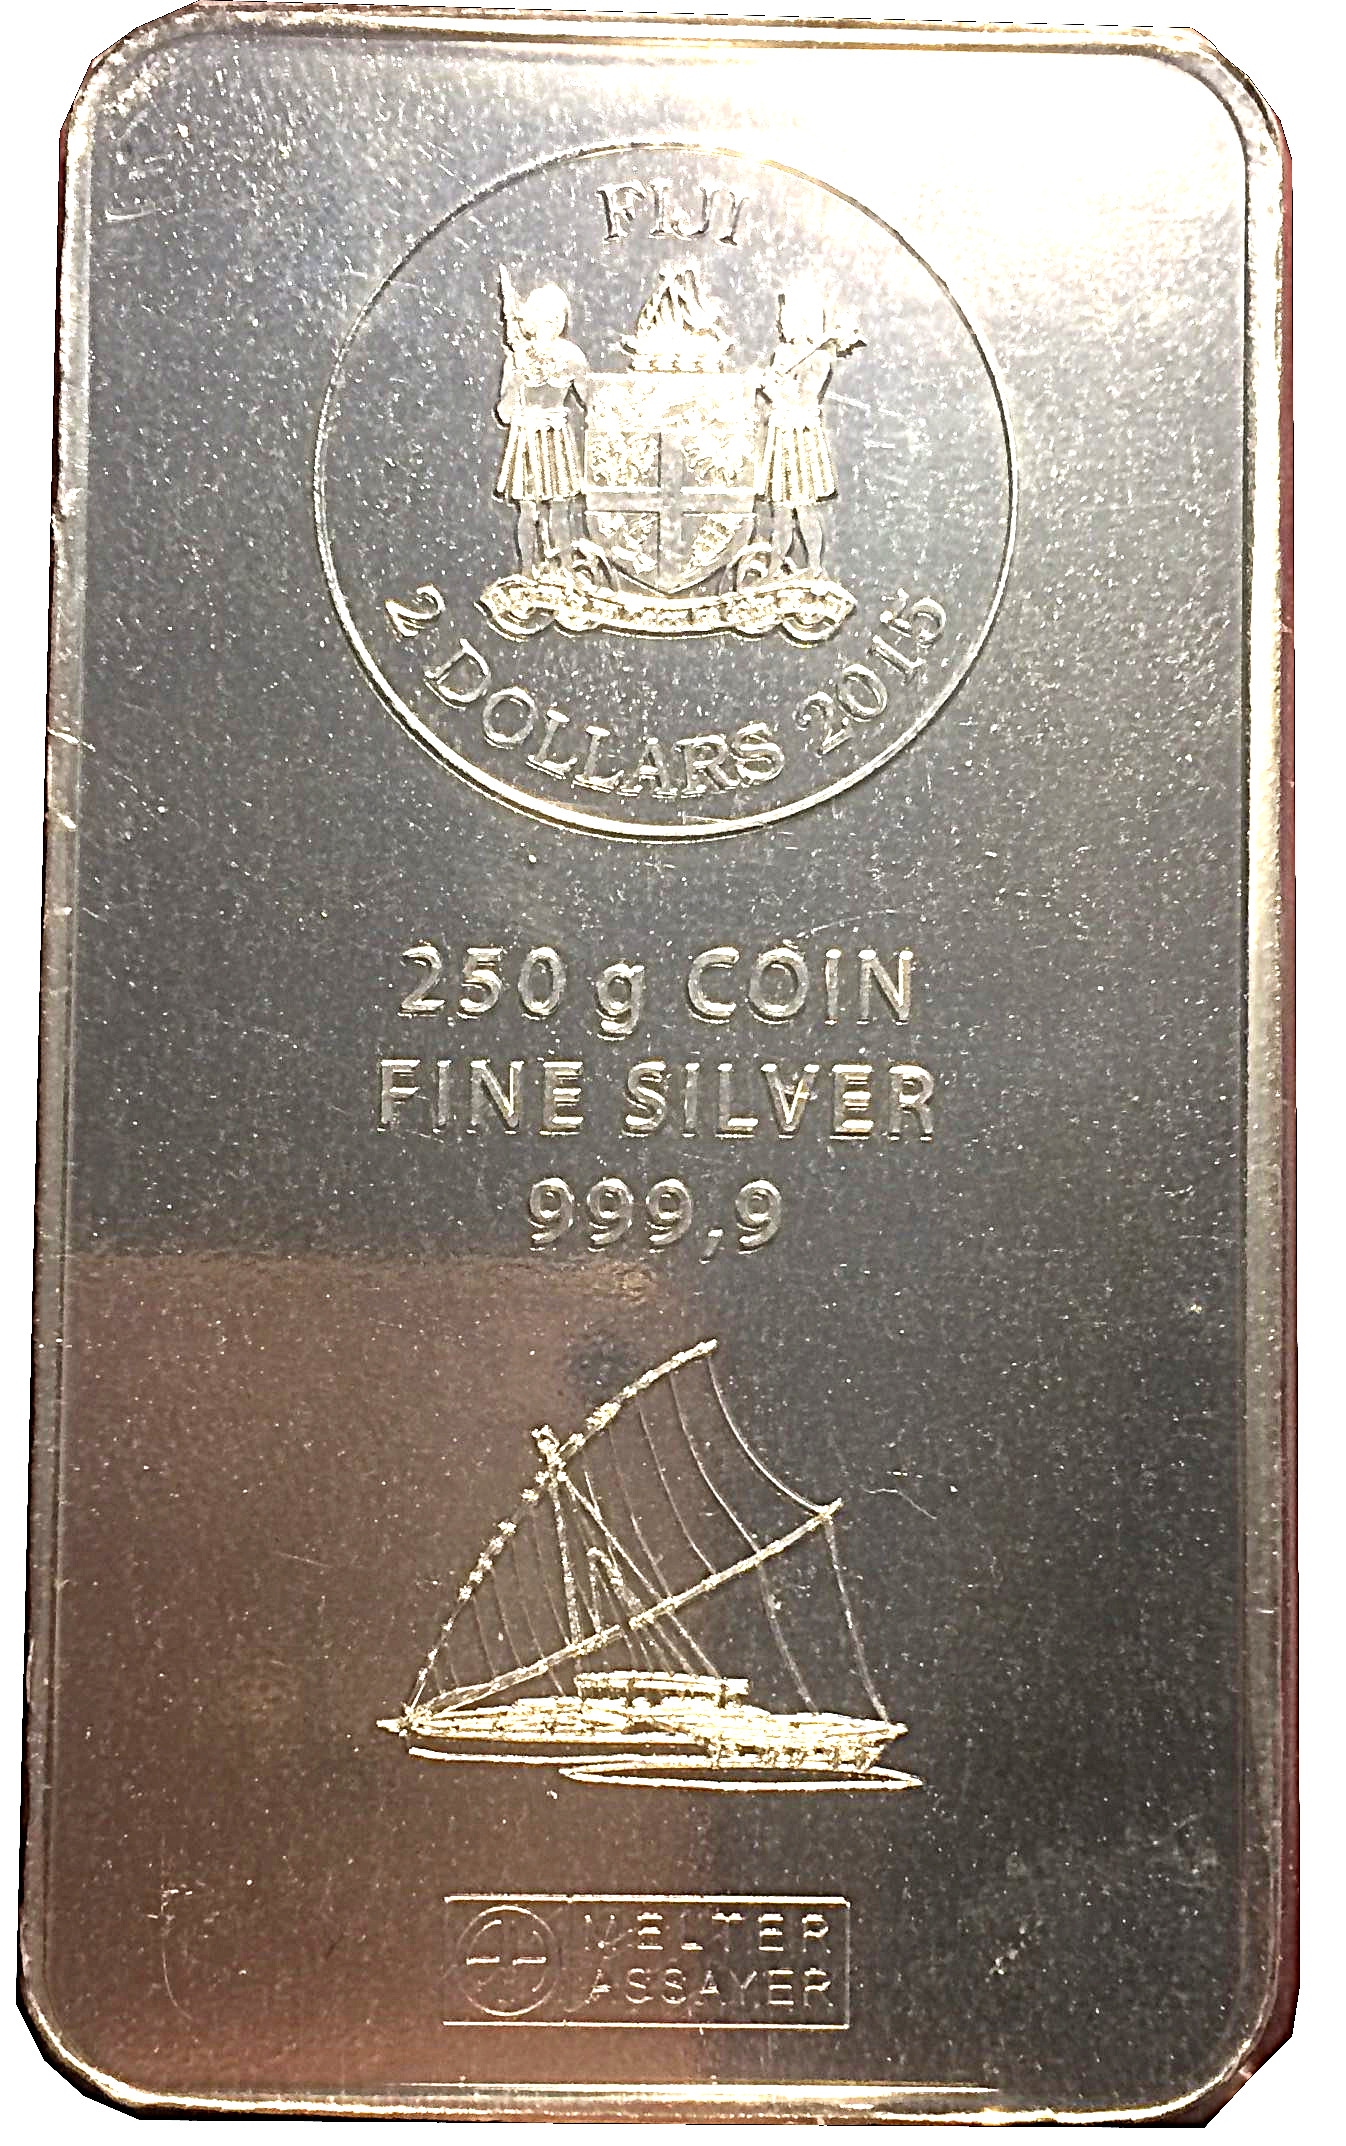 FIJI
2 DOLLARS 2015
250 g COIN
FINE SILVER
999,9
MELTER
ASSAYER